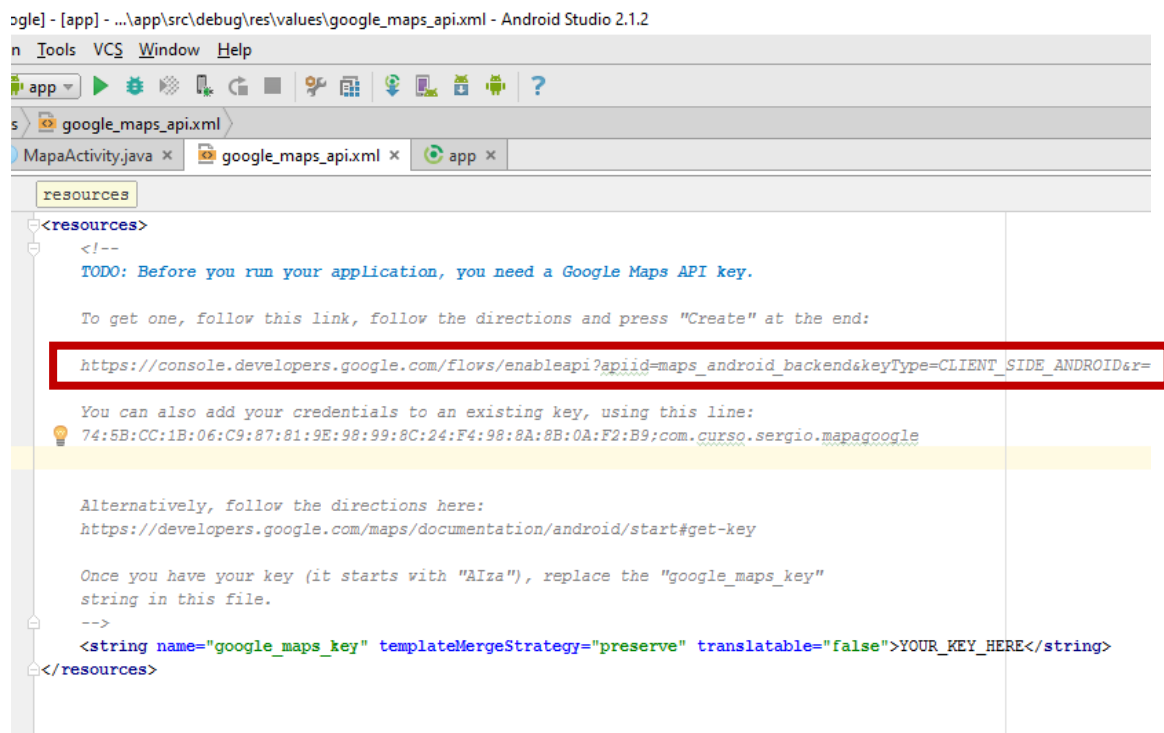 ogle] - [app] - ...\app\src\debug\res\values\google_maps_api.xml - Android Studio 2.1.2
n Tools VCS Window Help
app
s google_maps_api.xml
MapaActivity.java × google_maps_api.xml × app ×
resources
<resources>
<!--
TODO: Before you run your application, you need a Google Maps API key.
To get one, follow this link, follow the directions and press "Create" at the end:
https://console.developers.google.com/flows/enableapi?apiid=maps_android_backend&keyType=CLIENT_SIDE_ANDROID&r=
You can also add your credentials to an existing key, using this line:
74:5B:CC:1B:06:C9:87:81:9E:98:99:8C:24:F4:98:8A:8B:0A:F2:B9;com.curso.sergio.mapagoogle
Alternatively, follow the directions here:
https://developers.google.com/maps/documentation/android/start#get-key
Once you have your key (it starts with "AIza"), replace the "google_maps_key"
string in this file.
-->
<string name="google_maps_key" templateMergeStrategy="preserve" translatable="false">YOUR_KEY_HERE</string>
</resources>